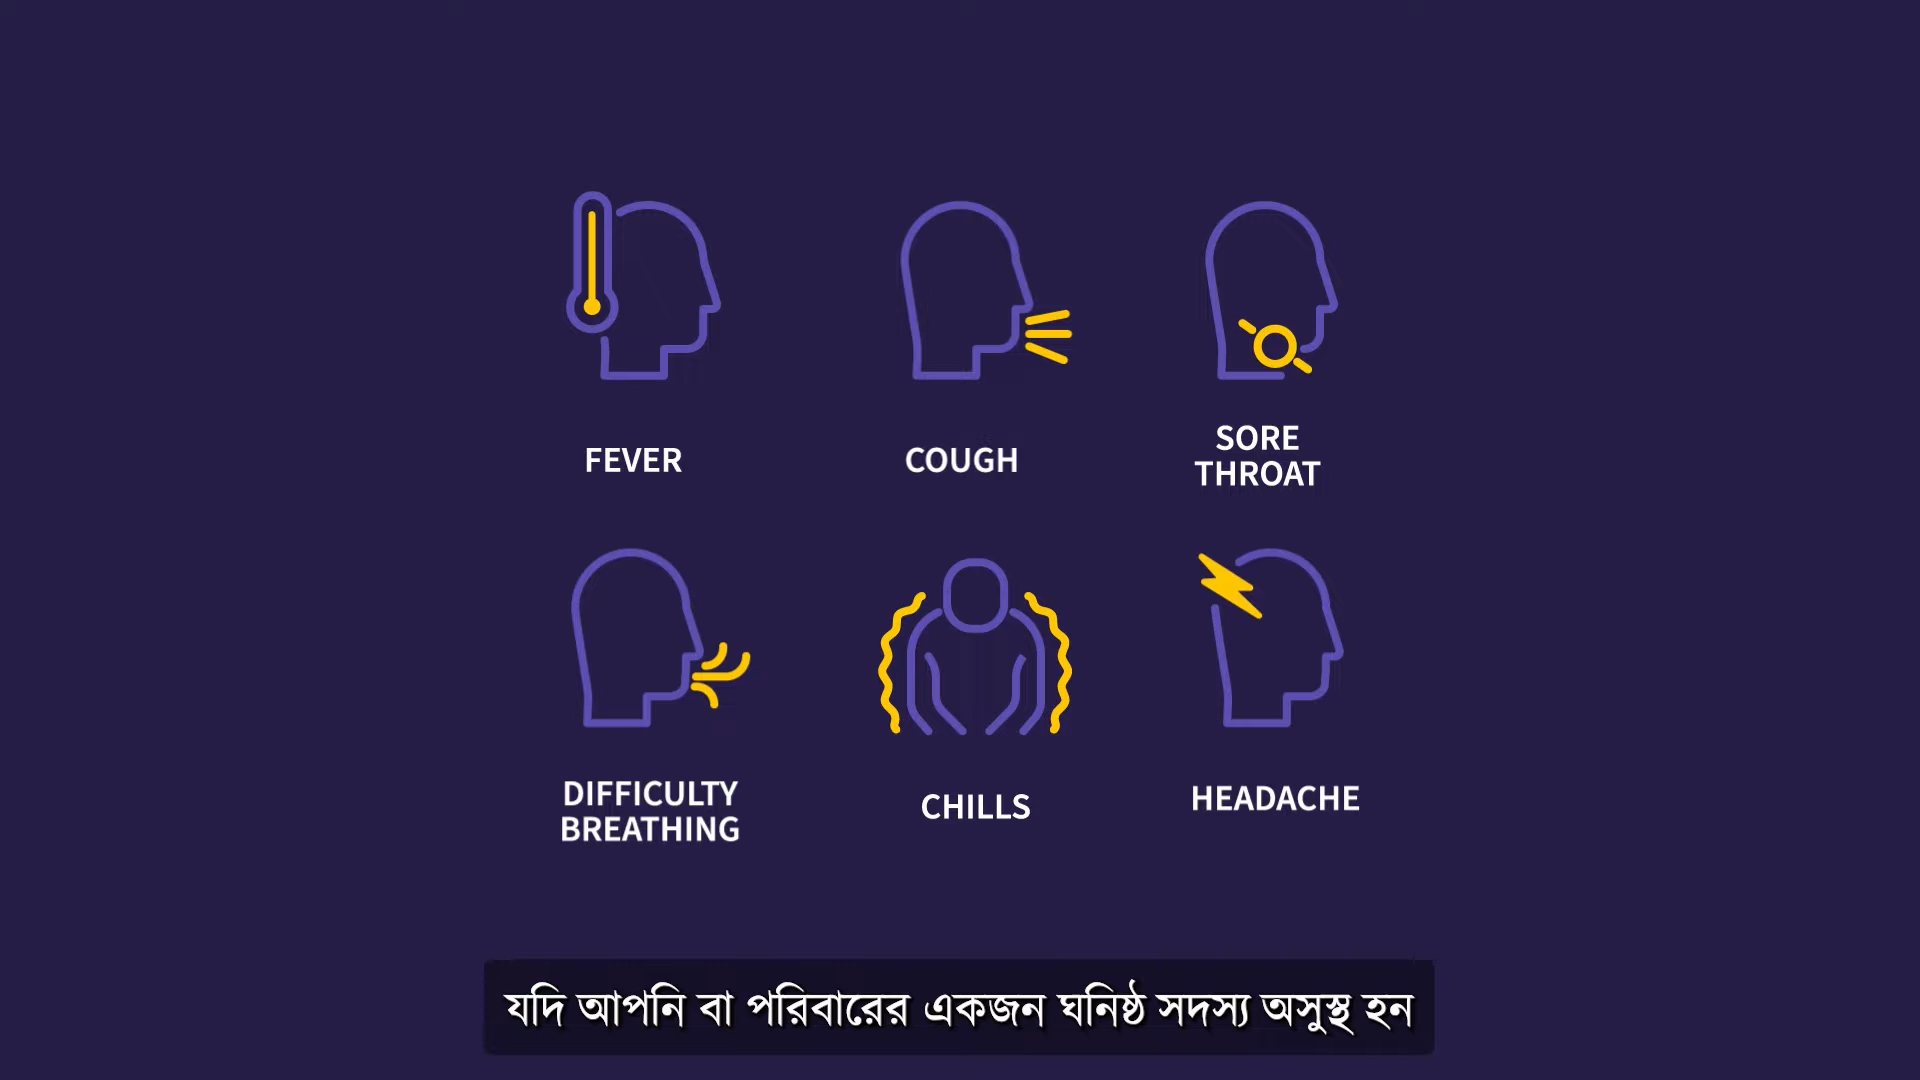 FEVER
COUGH
SORE
THROAT
DIFFICULTY
BREATHING
CHILLS
HEADACHE
যদি আপনি বা পরিবারের একজন ঘনিষ্ঠ সদস্য অসুস্থ হন